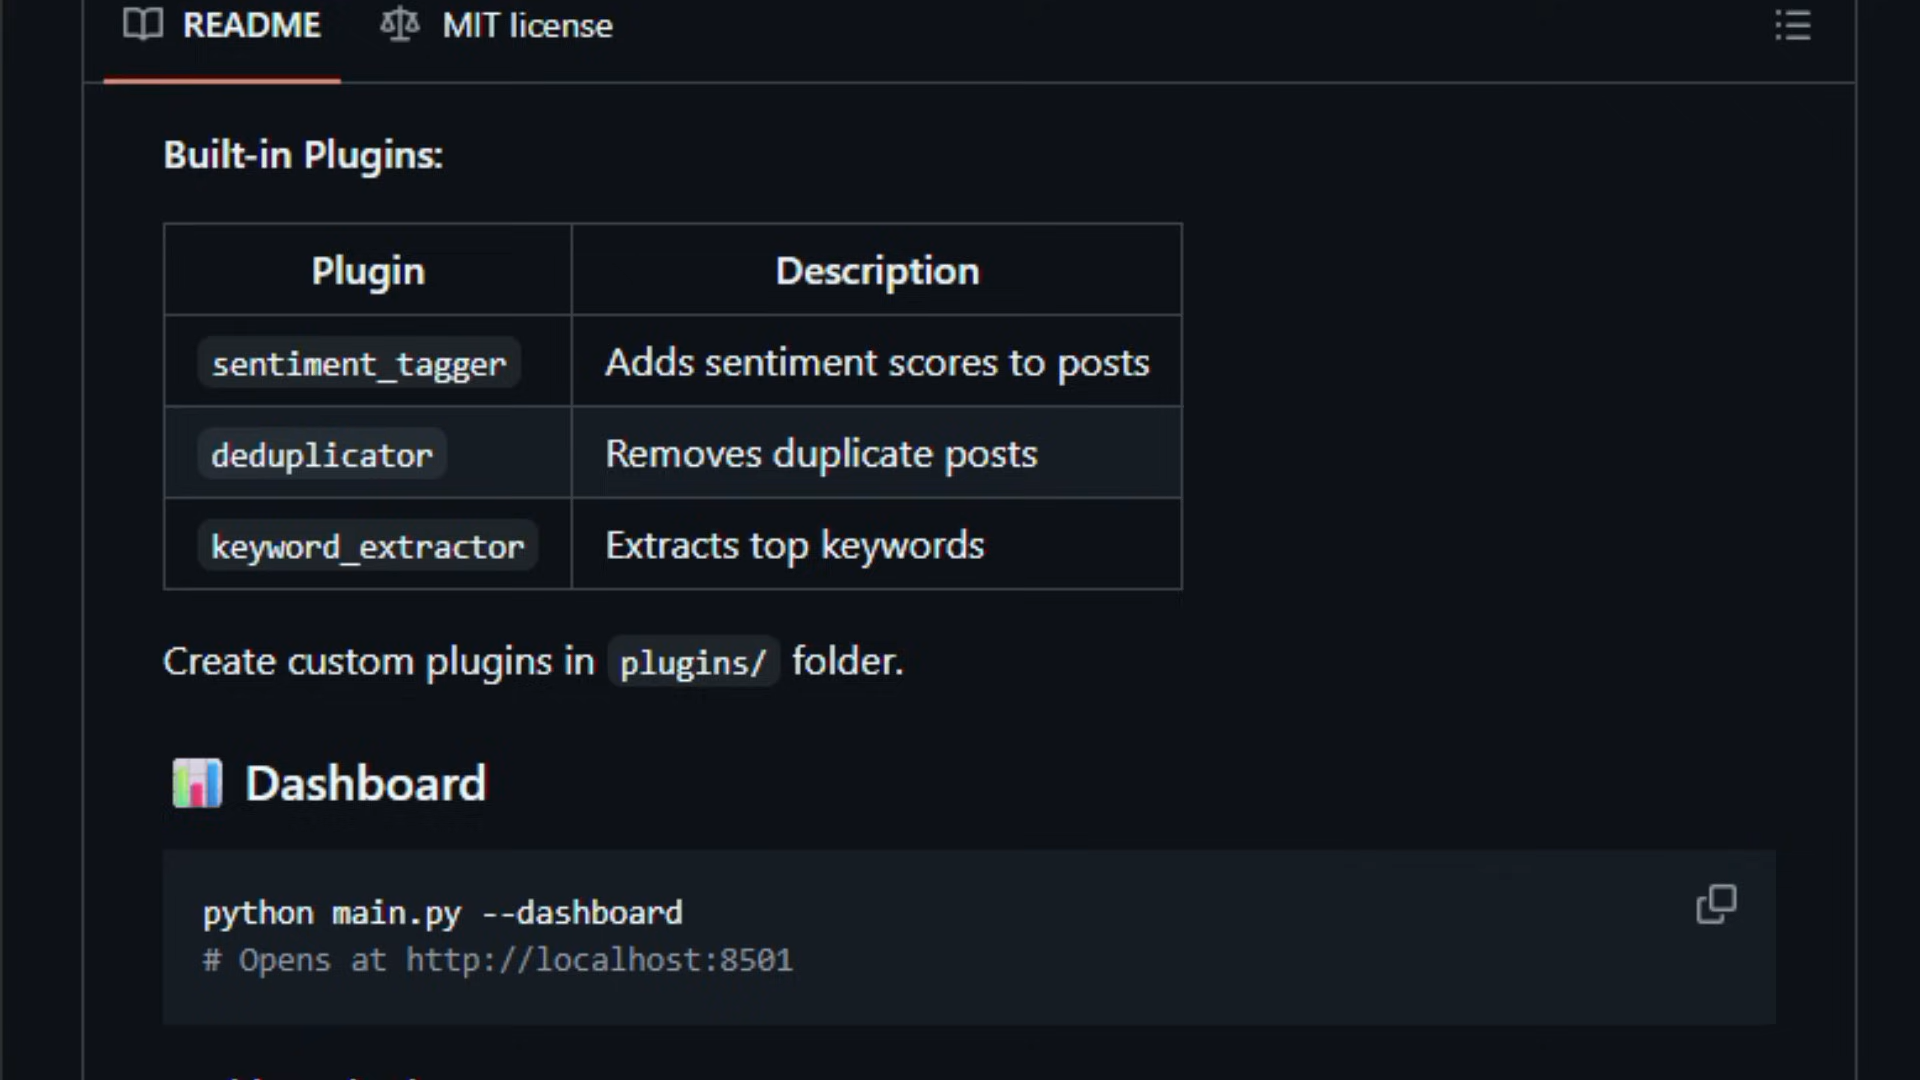 README MIT license
Built-in Plugins:
Plugin Description
sentiment_tagger Adds sentiment scores to posts
deduplicator Removes duplicate posts
keyword_extractor Extracts top keywords
Create custom plugins in plugins/ folder.
Dashboard
python main.py --dashboard
# Opens at http://localhost:8501